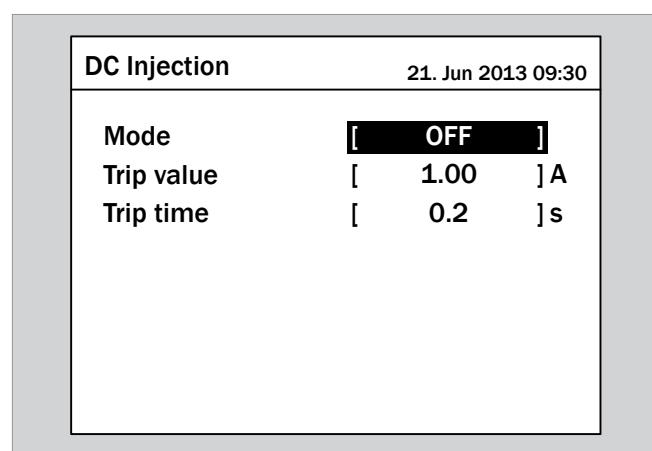 DC Injection 21. Jun 2013 09:30
Mode [ OFF ]
Trip value [ 1.00 ] A
Trip time [ 0.2 ] s